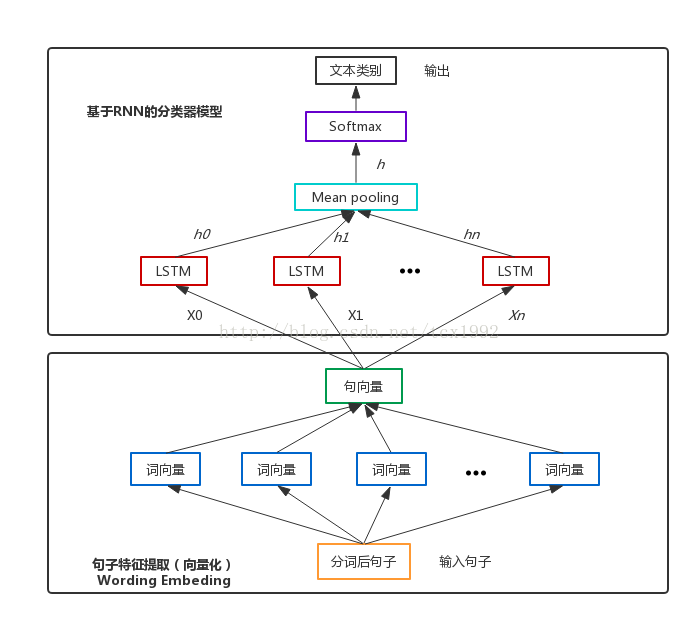 文本类别
输出
基于RNN的分类器模型
Softmax
h
Mean pooling
h0
h1
hn
LSTM
LSTM
•••
LSTM
X0
X1
Xn
http://blog.csdn.net/tcx1992
句向量
词向量
词向量
词向量
•••
词向量
分词后句子
输入句子
句子特征提取（向量化）
Wording Embeding